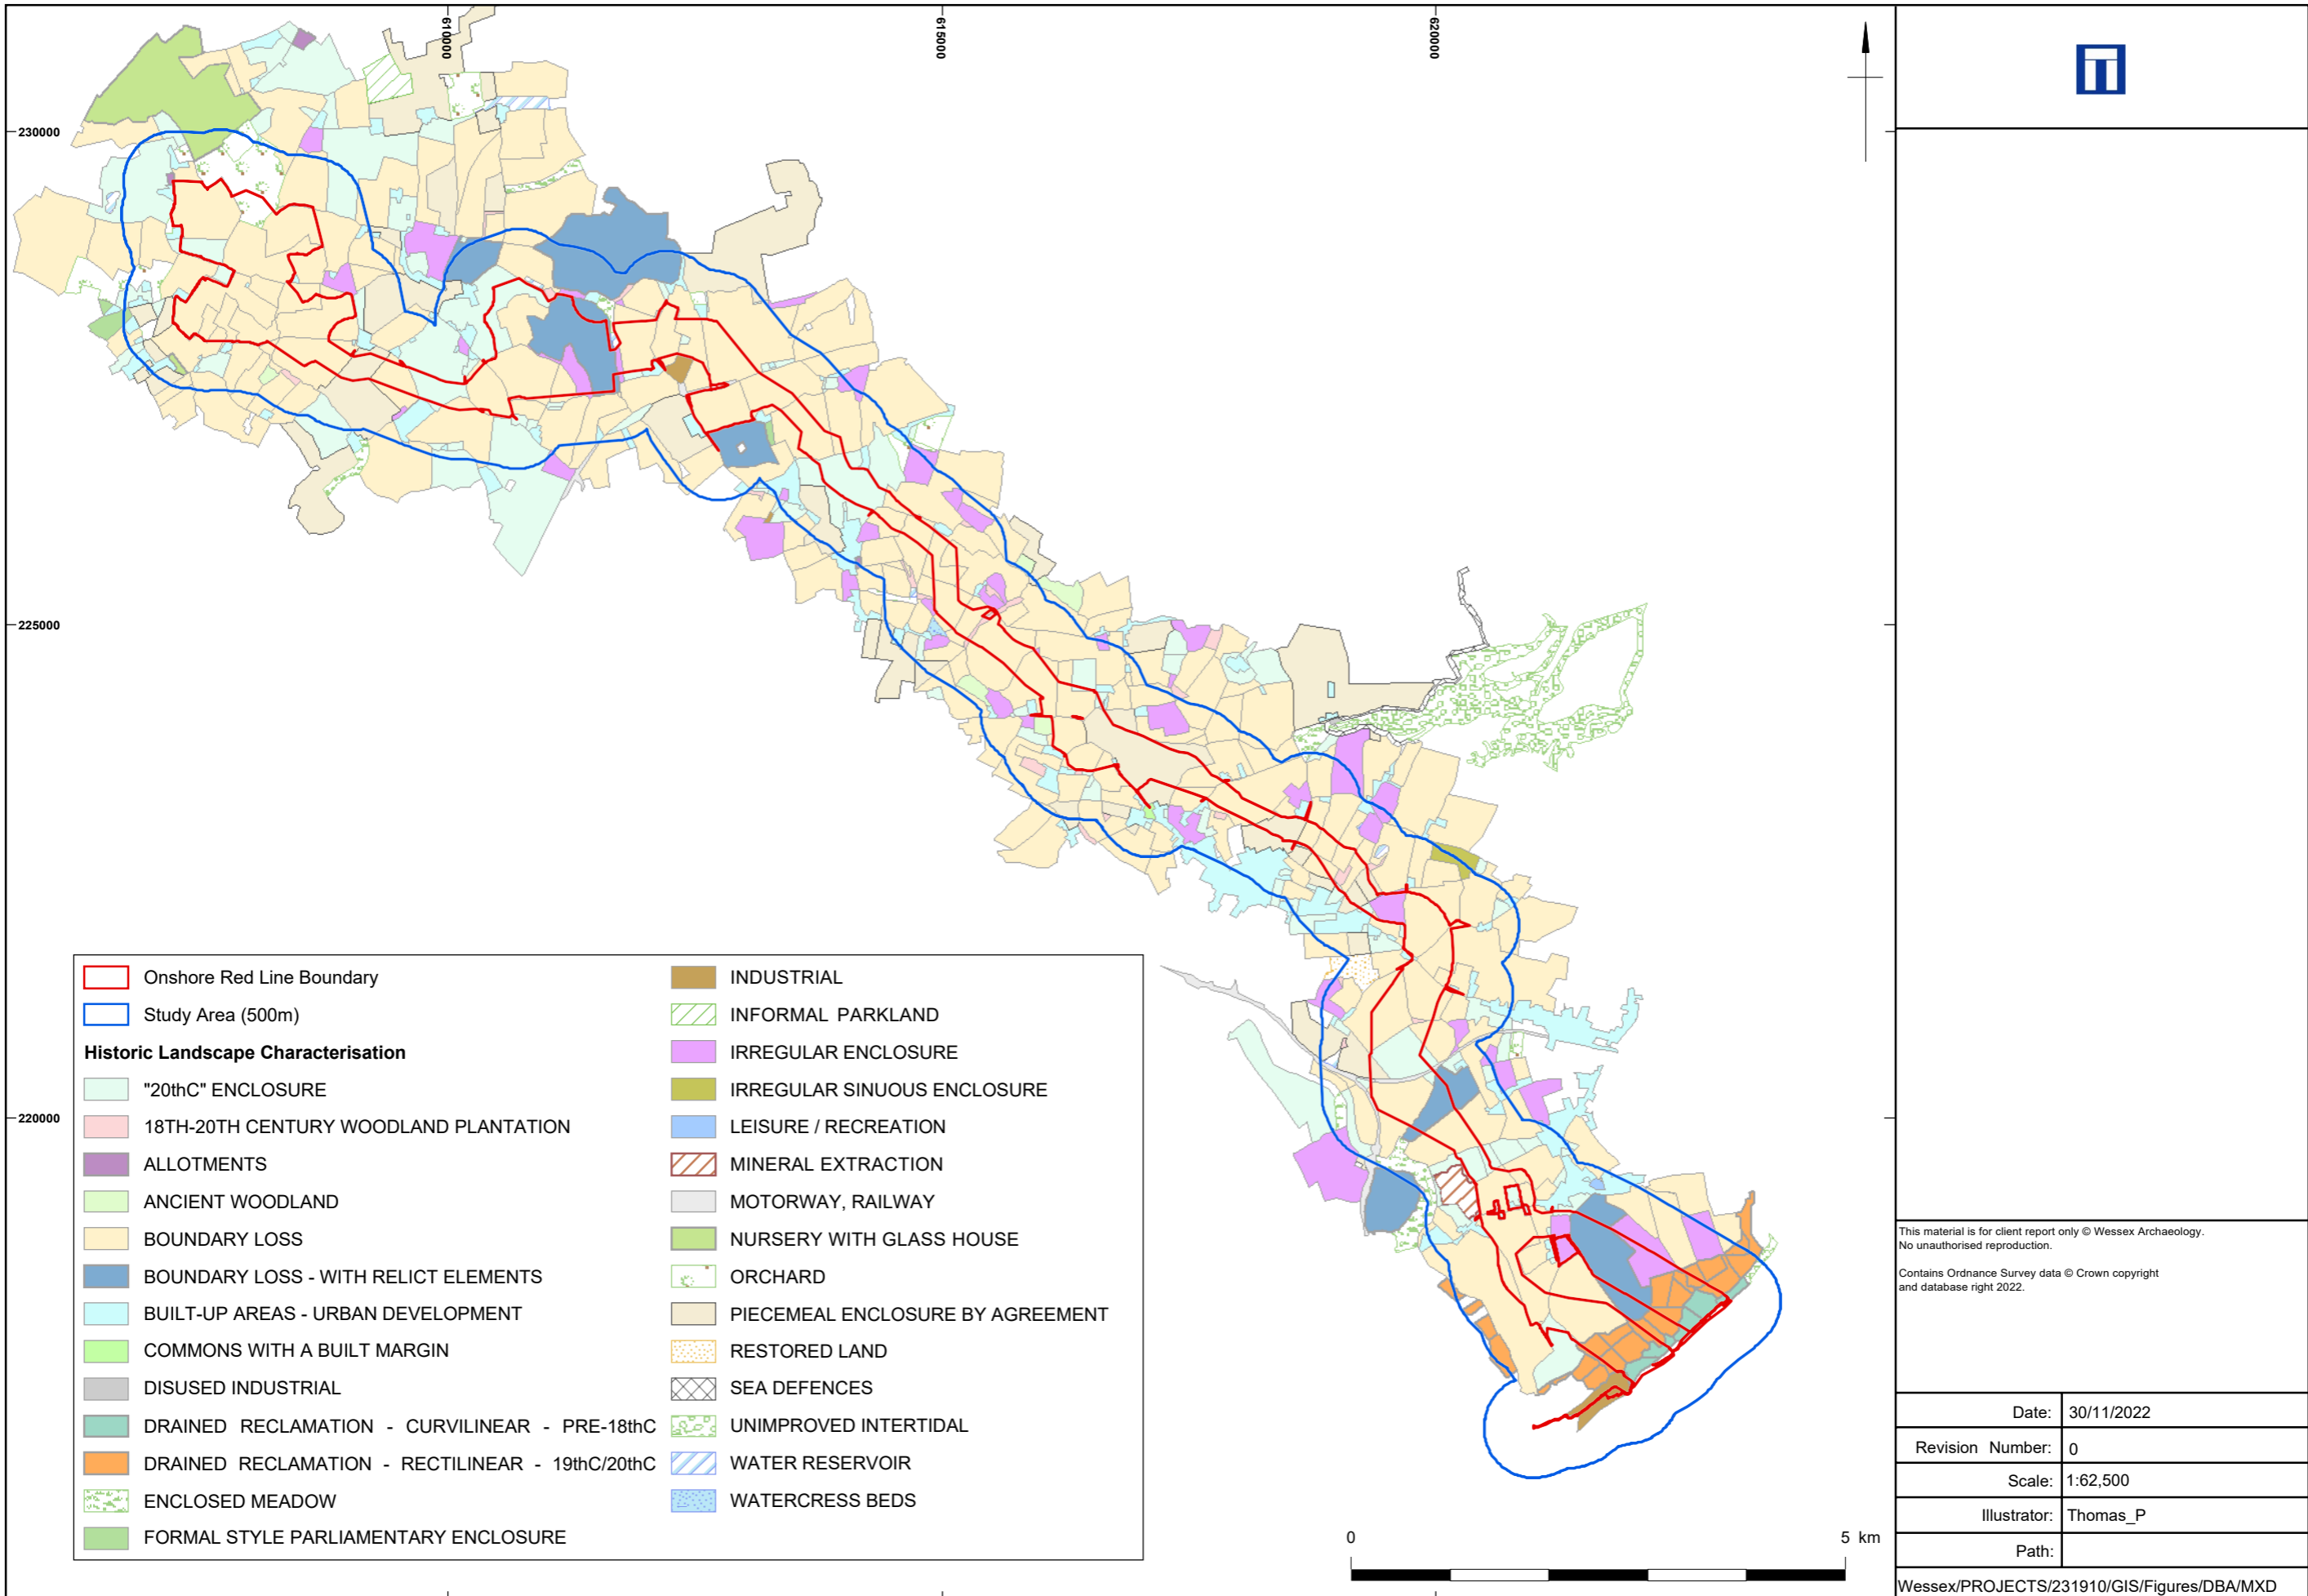 610000
615000
620000
230000
225000
220000
Onshore Red Line Boundary
Study Area (500m)
Historic Landscape Characterisation
"20thC" ENCLOSURE
18TH-20TH CENTURY WOODLAND PLANTATION
ALLOTMENTS
ANCIENT WOODLAND
BOUNDARY LOSS
BOUNDARY LOSS - WITH RELICT ELEMENTS
BUILT-UP AREAS - URBAN DEVELOPMENT
COMMONS WITH A BUILT MARGIN
DISUSED INDUSTRIAL
DRAINED RECLAMATION - CURVILINEAR - PRE-18thC
DRAINED RECLAMATION - RECTILINEAR - 19thC/20thC
ENCLOSED MEADOW
FORMAL STYLE PARLIAMENTARY ENCLOSURE
INDUSTRIAL
INFORMAL PARKLAND
IRREGULAR ENCLOSURE
IRREGULAR SINUOUS ENCLOSURE
LEISURE / RECREATION
MINERAL EXTRACTION
MOTORWAY, RAILWAY
NURSERY WITH GLASS HOUSE
ORCHARD
PIECEMEAL ENCLOSURE BY AGREEMENT
RESTORED LAND
SEA DEFENCES
UNIMPROVED INTERTIDAL
WATER RESERVOIR
WATERCRESS BEDS
0 5 km
This material is for client report only © Wessex Archaeology.
No unauthorised reproduction.
Contains Ordnance Survey data © Crown copyright
and database right 2022.
Date: 30/11/2022
Revision Number: 0
Scale: 1:62,500
Illustrator: Thomas_P
Path:
Wessex/PROJECTS/231910/GIS/Figures/DBA/MXD